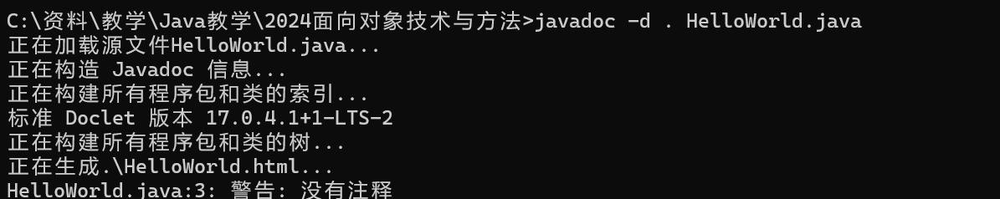 C:\资料\教学\Java教学\2024面向对象技术与方法>javadoc -d . HelloWorld.java
正在加载源文件HelloWorld.java...
正在构造 Javadoc 信息...
正在构建所有程序包和类的索引...
标准 Doclet 版本 17.0.4.1+1-LTS-2
正在构建所有程序包和类的树...
正在生成.\HelloWorld.html...
HelloWorld.java:3: 警告: 没有注释